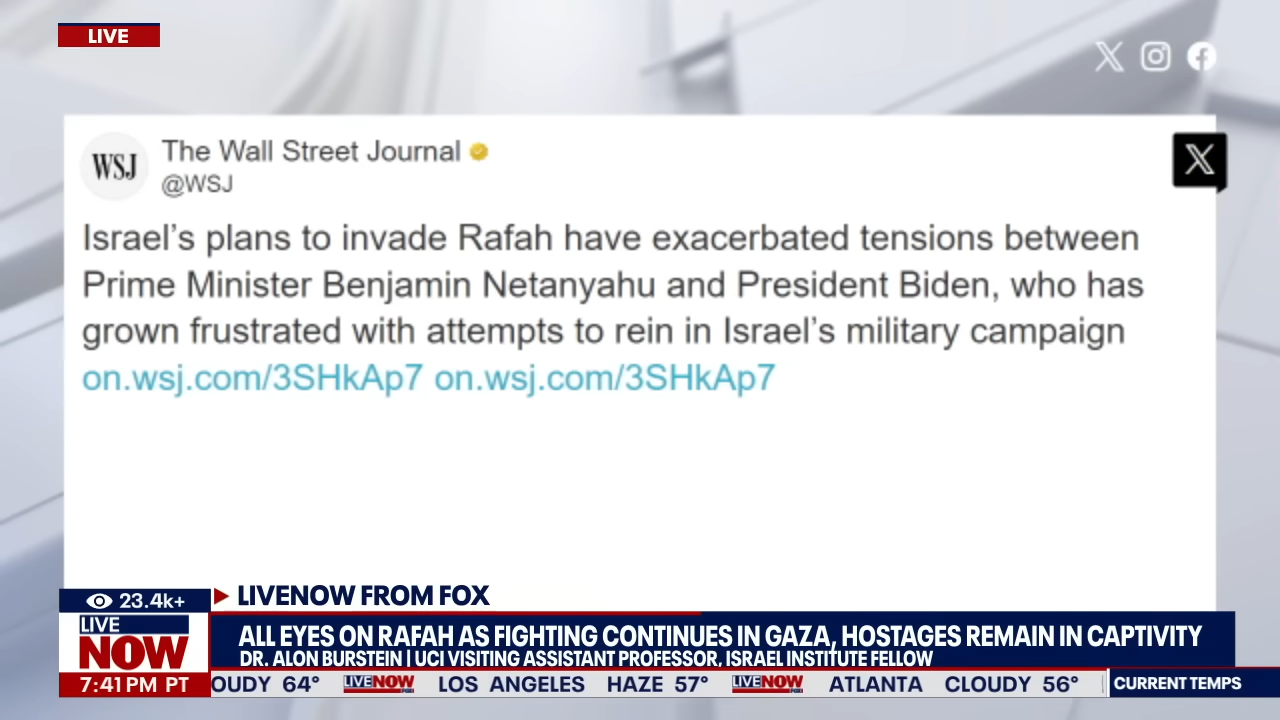 LIVE
WSJ
The Wall Street Journal
@WSJ
X
Israel’s plans to invade Rafah have exacerbated tensions between
Prime Minister Benjamin Netanyahu and President Biden, who has
grown frustrated with attempts to rein in Israel’s military campaign
on.wsj.com/3SHkAp7 on.wsj.com/3SHkAp7
23.4k+
LIVENOW FROM FOX
LIVE
NOW
ALL EYES ON RAFAH AS FIGHTING CONTINUES IN GAZA, HOSTAGES REMAIN IN CAPTIVITY
DR. ALON BURSTEIN | UCI VISITING ASSISTANT PROFESSOR, ISRAEL INSTITUTE FELLOW
7:41 PM PT
OUDY 64° LIVENOW LOS ANGELES HAZE 57° LIVENOW ATLANTA CLOUDY 56° CURRENT TEMPS